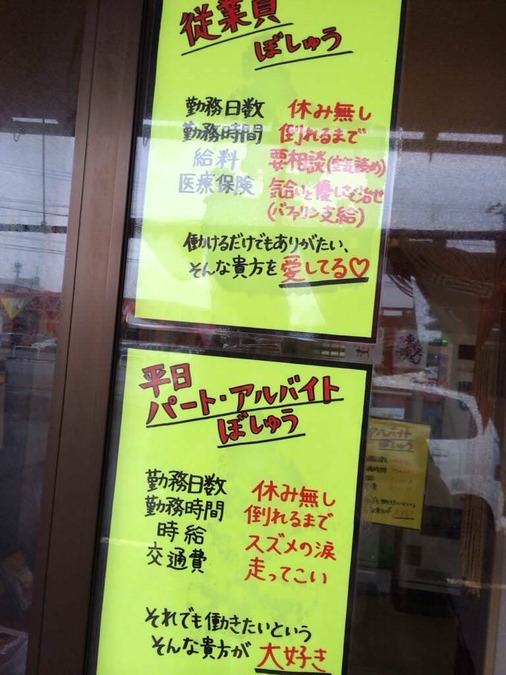 従業員
ぼしゅう
勤務日数 休み無し
勤務時間 倒れるまで
給料 要相談(出世諦め)
医療保険 気合いと優しさで治せ
(バファリン支給)
働けるだけでもありがたい、
そんな貴方を愛してる♡
平日
パート・アルバイト
ぼしゅう
勤務日数 休み無し
勤務時間 倒れるまで
時給 スズメの涙
交通費 走ってこい
それでも働きたいという
そんな貴方が大好き